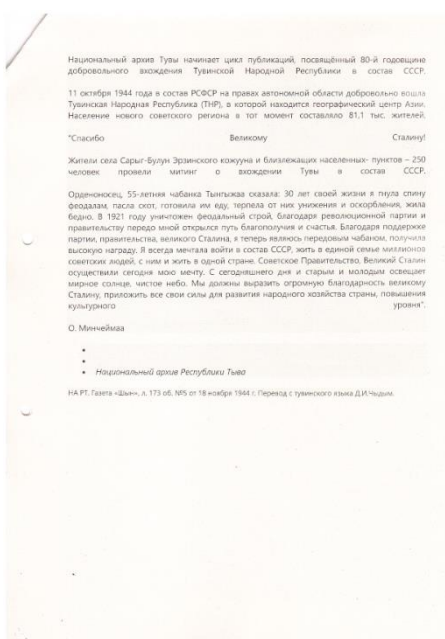 Национальный архив Тувы начинает цикл публикаций, посвящённый 80-й годовщине
добровольного вхождения Тувинской Народной Республики в состав СССР.
11 октября 1944 года в состав РСФСР на правах автономной области добровольно вошла
Тувинская Народная Республика (ТНР), в которой находится географический центр Азии.
Население нового советского региона в тот момент составляло 81,1 тыс. жителей.
"Спасибо Великому Сталину!
Жители села Сарыг-Булун Эрзинского кожууна и близлежащих населенных- пунктов – 250
человек провели митинг о вхождении Тувы в состав СССР.
Орденоносец, 55-летняя чабанка Тынгыжаа сказала: 30 лет своей жизни я гнула спину
феодалам, пасла скот, готовила им еду, терпела от них унижения и оскорбления, жила
бедно. В 1921 году уничтожен феодальный строй, благодаря революционной партии и
правительству передо мной открылся путь благополучия и счастья. Благодаря поддержке
партии, правительства, великого Сталина, я теперь являюсь передовым чабаном, получила
высокую награду. Я всегда мечтала войти в состав СССР, жить в единой семье миллионов
советских людей, с ним и жить в одной стране. Советское Правительство, Великий Сталин
осуществили сегодня мою мечту. С сегодняшнего дня и старым и молодым освещает
мирное солнце, чистое небо. Мы должны выразить огромную благодарность великому
Сталину, приложить все свои силы для развития народного хозяйства страны, повышения
культурного уровня".
О. Минчеймаа
•
•
• Национальный архив Республики Тыва
НА РТ. Газета «Шын», л. 173 об. №5 от 18 ноября 1944 г. Перевод с тувинского языка Д.И.Чыдым.